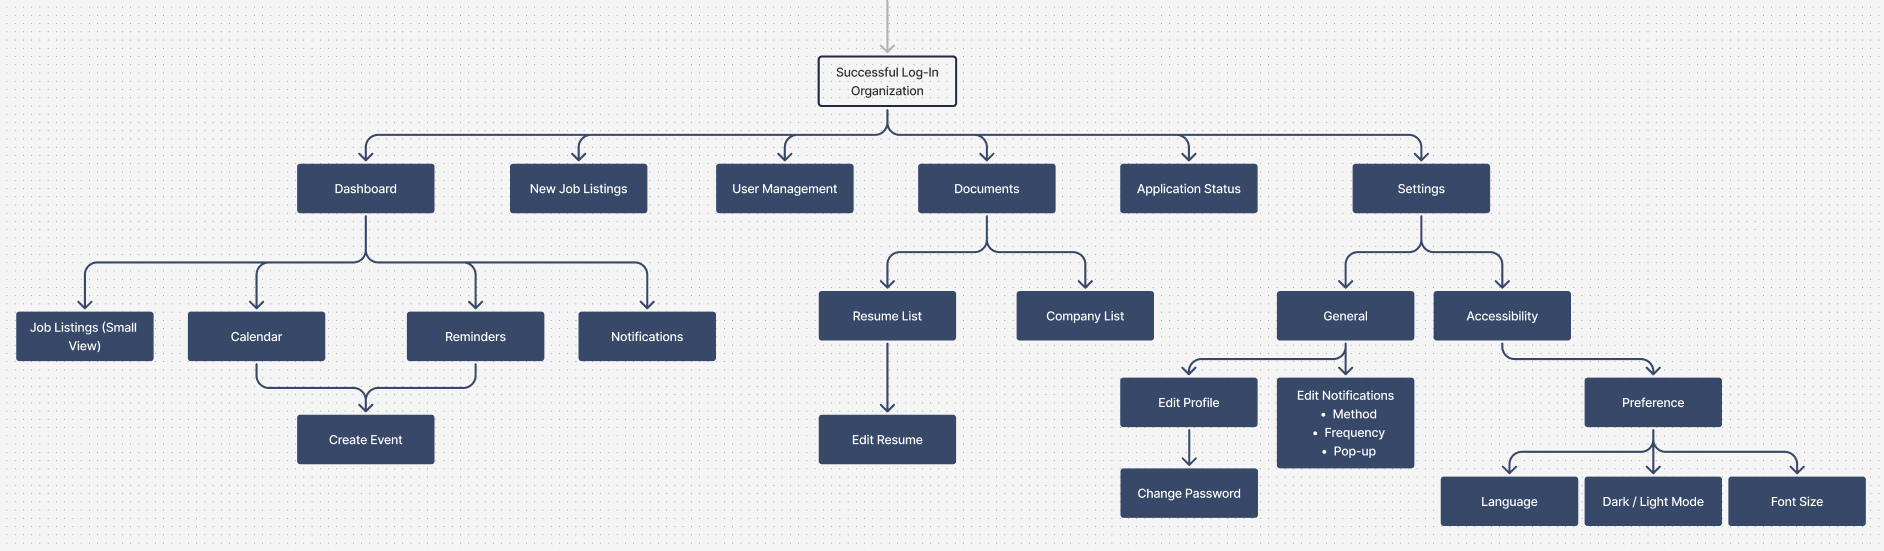 Successful Log-In
Organization
Dashboard
New Job Listings
User Management
Documents
Application Status
Settings
Job Listings (Small
View)
Calendar
Reminders
Notifications
Resume List
Company List
General
Accessibility
Create Event
Edit Resume
Edit Profile
Edit Notifications
• Method
• Frequency
• Pop-up
Preference
Change Password
Language
Dark / Light Mode
Font Size